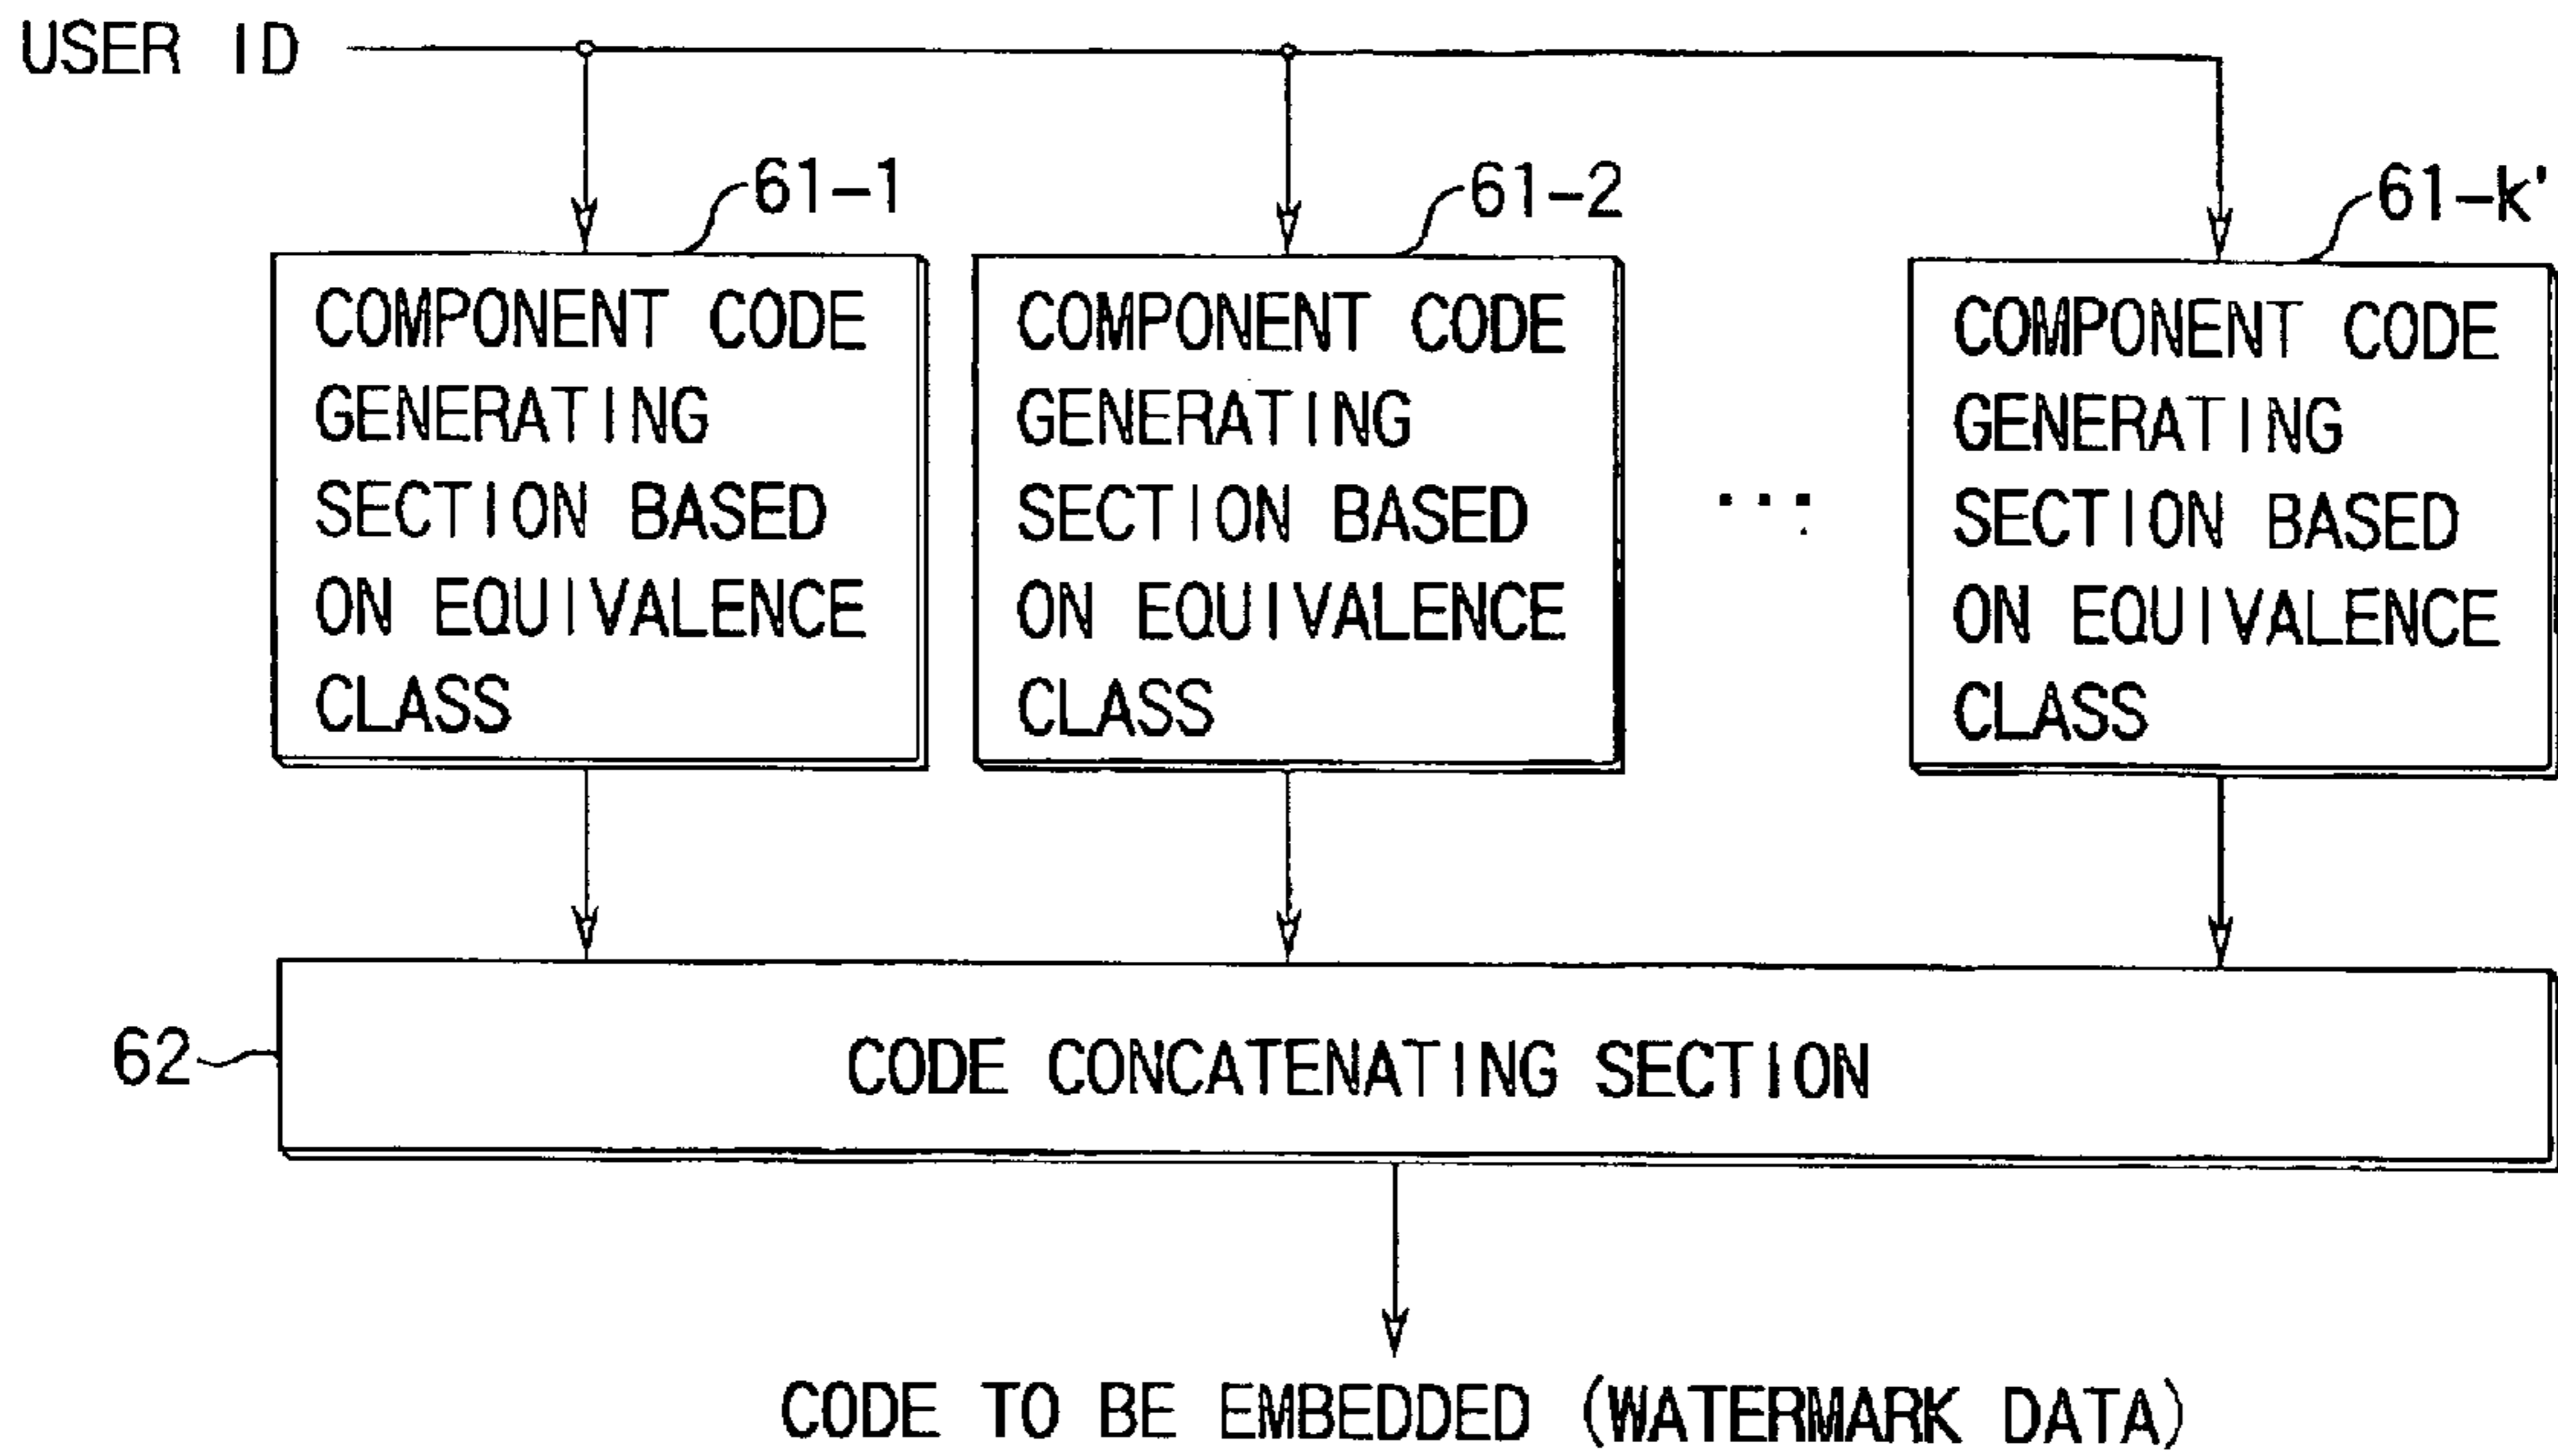 USER ID
61-1
61-2
61-k'
COMPONENT CODE
GENERATING
SECTION BASED
ON EQUIVALENCE
CLASS
COMPONENT CODE
GENERATING
SECTION BASED
ON EQUIVALENCE
CLASS
...
COMPONENT CODE
GENERATING
SECTION BASED
ON EQUIVALENCE
CLASS
62
CODE CONCATENATING SECTION
CODE TO BE EMBEDDED (WATERMARK DATA)